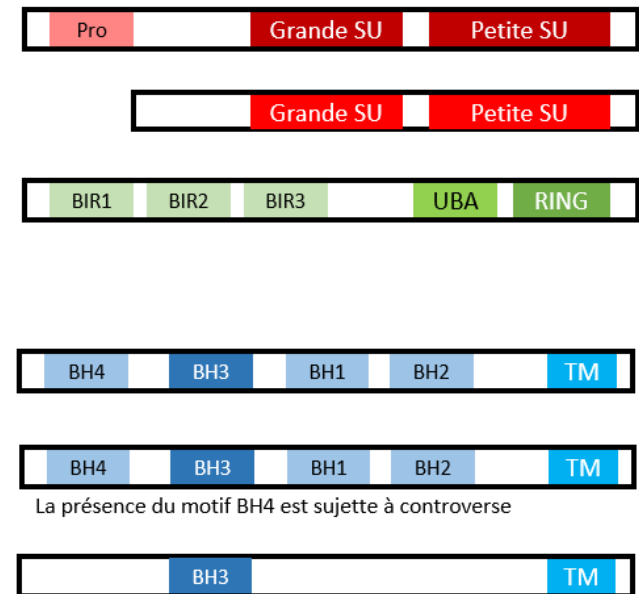 Pro Grande SU Petite SU
Grande SU Petite SU
BIR1 BIR2 BIR3 UBA RING
BH4 BH3 BH1 BH2 TM
BH4 BH3 BH1 BH2 TM
La présence du motif BH4 est sujette à controverse
BH3 TM